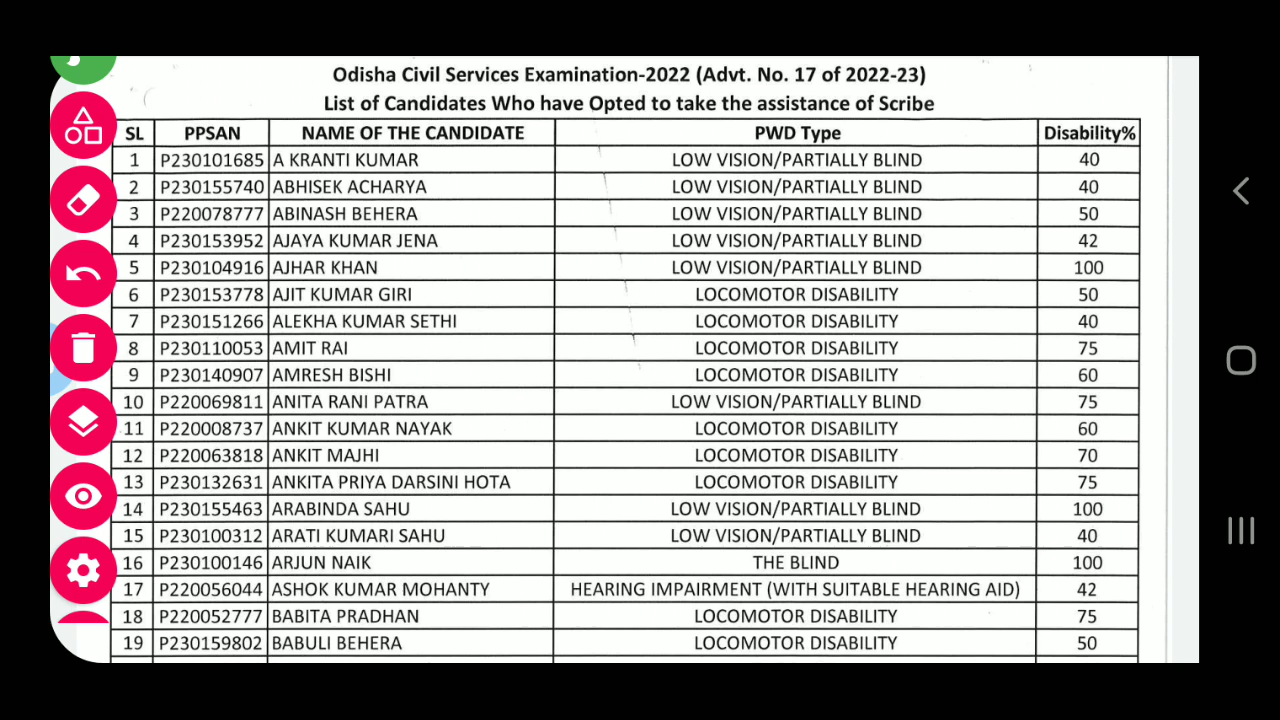 Odisha Civil Services Examination-2022 (Advt. No. 17 of 2022-23)
List of Candidates Who have Opted to take the assistance of Scribe
SL PPSAN NAME OF THE CANDIDATE PWD Type Disability%
1 P230101685 A KRANTI KUMAR LOW VISION/PARTIALLY BLIND 40
2 P230155740 ABHISEK ACHARYA LOW VISION/PARTIALLY BLIND 40
3 P220078777 ABINASH BEHERA LOW VISION/PARTIALLY BLIND 50
4 P230153952 AJAYA KUMAR JENA LOW VISION/PARTIALLY BLIND 42
5 P230104916 AJHAR KHAN LOW VISION/PARTIALLY BLIND 100
6 P230153778 AJIT KUMAR GIRI LOCOMOTOR DISABILITY 50
7 P230151266 ALEKHA KUMAR SETHI LOCOMOTOR DISABILITY 40
8 P230110053 AMIT RAI LOCOMOTOR DISABILITY 75
9 P230140907 AMRESH BISHI LOCOMOTOR DISABILITY 60
10 P220069811 ANITA RANI PATRA LOW VISION/PARTIALLY BLIND 75
11 P220008737 ANKIT KUMAR NAYAK LOCOMOTOR DISABILITY 60
12 P220063818 ANKIT MAJHI LOCOMOTOR DISABILITY 70
13 P230132631 ANKITA PRIYA DARSINI HOTA LOCOMOTOR DISABILITY 75
14 P230155463 ARABINDA SAHU LOW VISION/PARTIALLY BLIND 100
15 P230100312 ARATI KUMARI SAHU LOW VISION/PARTIALLY BLIND 40
16 P230100146 ARJUN NAIK THE BLIND 100
17 P220056044 ASHOK KUMAR MOHANTY HEARING IMPAIRMENT (WITH SUITABLE HEARING AID) 42
18 P220052777 BABITA PRADHAN LOCOMOTOR DISABILITY 75
19 P230159802 BABULI BEHERA LOCOMOTOR DISABILITY 50